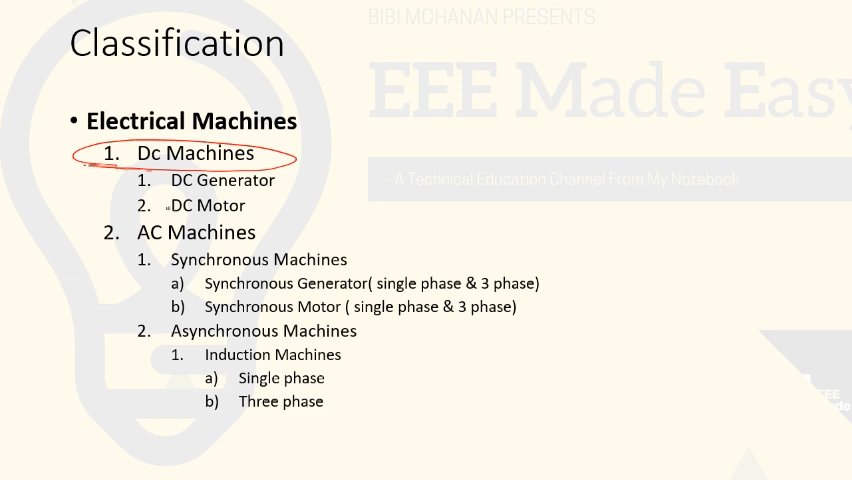 BIBI MOHANAN PRESENTS
Classification
EEE Made Easy
• Electrical Machines
1. Dc Machines
- A Technical Education Channel From My Notebook
1. DC Generator
2. DC Motor
2. AC Machines
1. Synchronous Machines
a) Synchronous Generator( single phase & 3 phase)
b) Synchronous Motor ( single phase & 3 phase)
2. Asynchronous Machines
1. Induction Machines
a) Single phase
b) Three phase
EEE